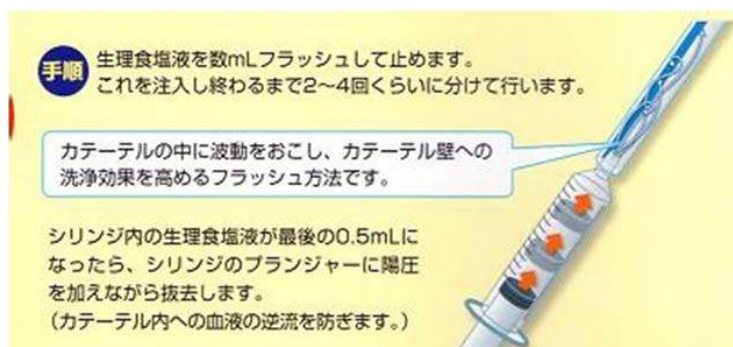 手順
生理食塩液を数mLフラッシュして止めます。
これを注入し終わるまで2〜4回くらいに分けて行います。
カテーテルの中に波動をおこし、カテーテル壁への
洗浄効果を高めるフラッシュ方法です。
シリンジ内の生理食塩液が最後の0.5mLに
なったら、シリンジのプランジャーに陽圧
を加えながら抜去します。
（カテーテル内への血液の逆流を防ぎます。）